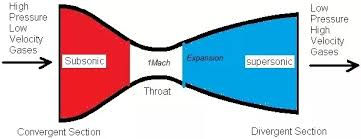 High
Pressure
Low
Velocity
Gases
Subsonic
1Mach
Expansion
supersonic
Throat
Low
Pressure
High
Velocity
Gases
Convergent Section
Divergent Section